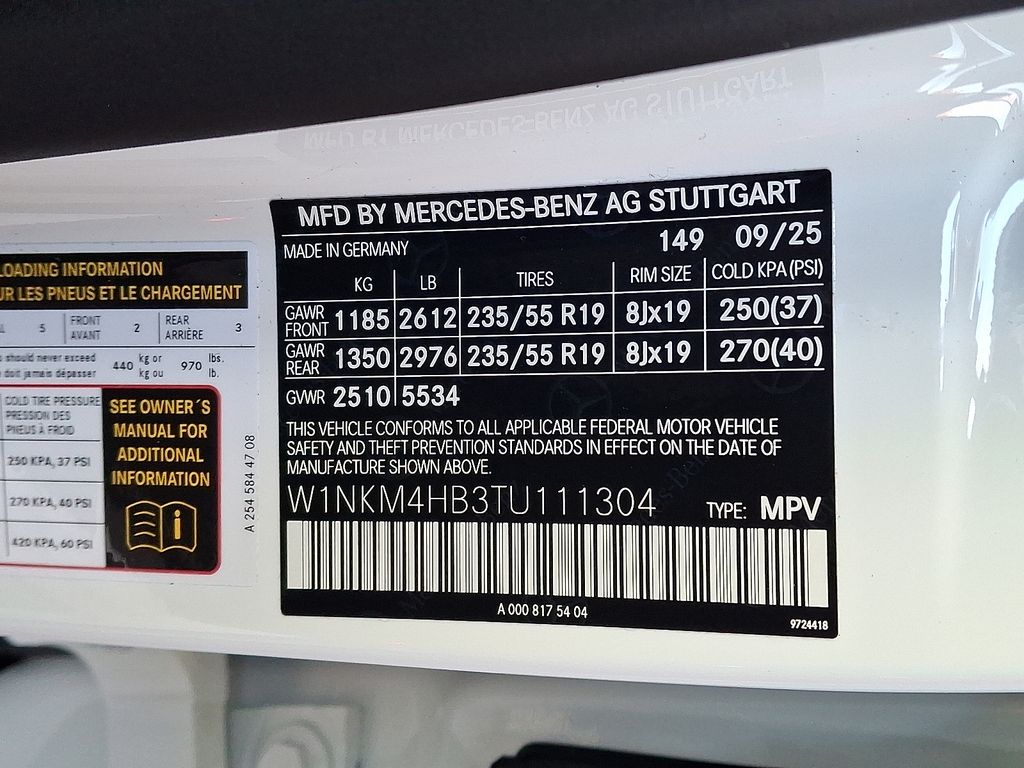 LOADING INFORMATION
UR LES PNEUS ET LE CHARGEMENT
5 FRONT AVANT 2 REAR ARRIÈRE 3
should never exceed 440 kg or 970 lbs.
doit jamais dépasser kg ou lb.
COLD TIRE PRESSURE
PRESSION DES
PNEUS À FROID
250 KPA, 37 PSI
270 KPA, 40 PSI
420 KPA, 60 PSI
SEE OWNER´S
MANUAL FOR
ADDITIONAL
INFORMATION
A 254 584 47 08
MFD BY MERCEDES-BENZ AG STUTTGART
MADE IN GERMANY 149 09/25
KG LB TIRES RIM SIZE COLD KPA (PSI)
GAWR FRONT 1185 2612 235/55 R19 8Jx19 250(37)
GAWR REAR 1350 2976 235/55 R19 8Jx19 270(40)
GVWR 2510 5534
THIS VEHICLE CONFORMS TO ALL APPLICABLE FEDERAL MOTOR VEHICLE
SAFETY AND THEFT PREVENTION STANDARDS IN EFFECT ON THE DATE OF
MANUFACTURE SHOWN ABOVE.
W1NKM4HB3TU111304 TYPE: MPV
A 000 817 54 04
9724418